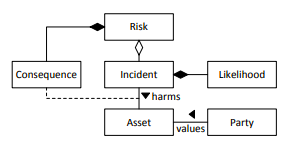 Risk
Consequence
Incident
Likelihood
harms
Asset
values
Party